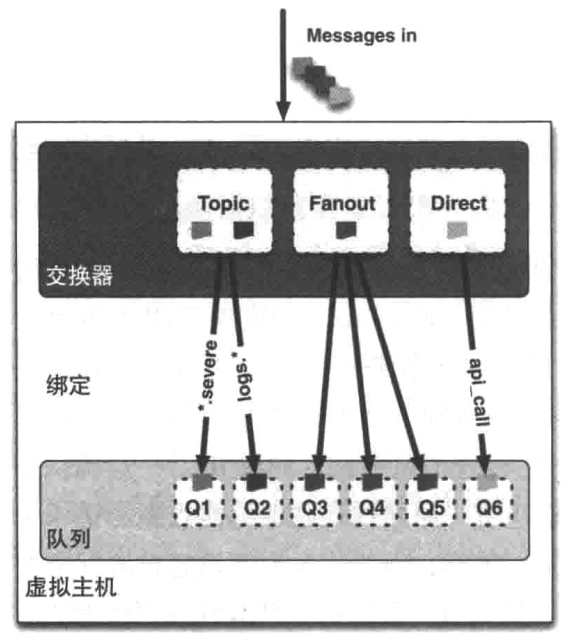 Messages in
Topic
Fanout
Direct
交换器
*.severe
logs.*
api_call
绑定
Q1
Q2
Q3
Q4
Q5
Q6
队列
虚拟主机